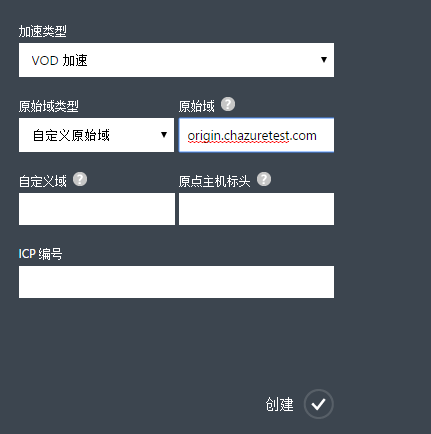 加速类型
VOD 加速
原始域类型 原始域 ?
自定义原始域 origin.chazuretest.com
自定义域 ? 原点主机标头 ?
ICP 编号
创建